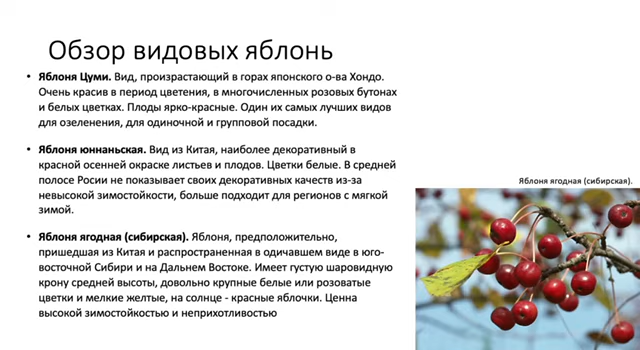 Обзор видовых яблонь
• Яблоня Цуми. Вид, произрастающий в горах японского о-ва Хондо.
Очень красив в период цветения, в многочисленных розовых бутонах
и белых цветках. Плоды ярко-красные. Один их самых лучших видов
для озеленения, для одиночной и групповой посадки.
• Яблоня юннаньская. Вид из Китая, наиболее декоративный в
красной осенней окраске листьев и плодов. Цветки белые. В средней
полосе Росии не показывает своих декоративных качеств из-за
невысокой зимостойкости, больше подходит для регионов с мягкой
зимой.
Яблоня ягодная (сибирская).
• Яблоня ягодная (сибирская). Яблоня, предположительно,
пришедшая из Китая и распространенная в одичавшем виде в юго-
восточной Сибири и на Дальнем Востоке. Имеет густую шаровидную
крону средней высоты, довольно крупные белые или розоватые
цветки и мелкие желтые, на солнце - красные яблочки. Ценна
высокой зимостойкостью и неприхотливостью